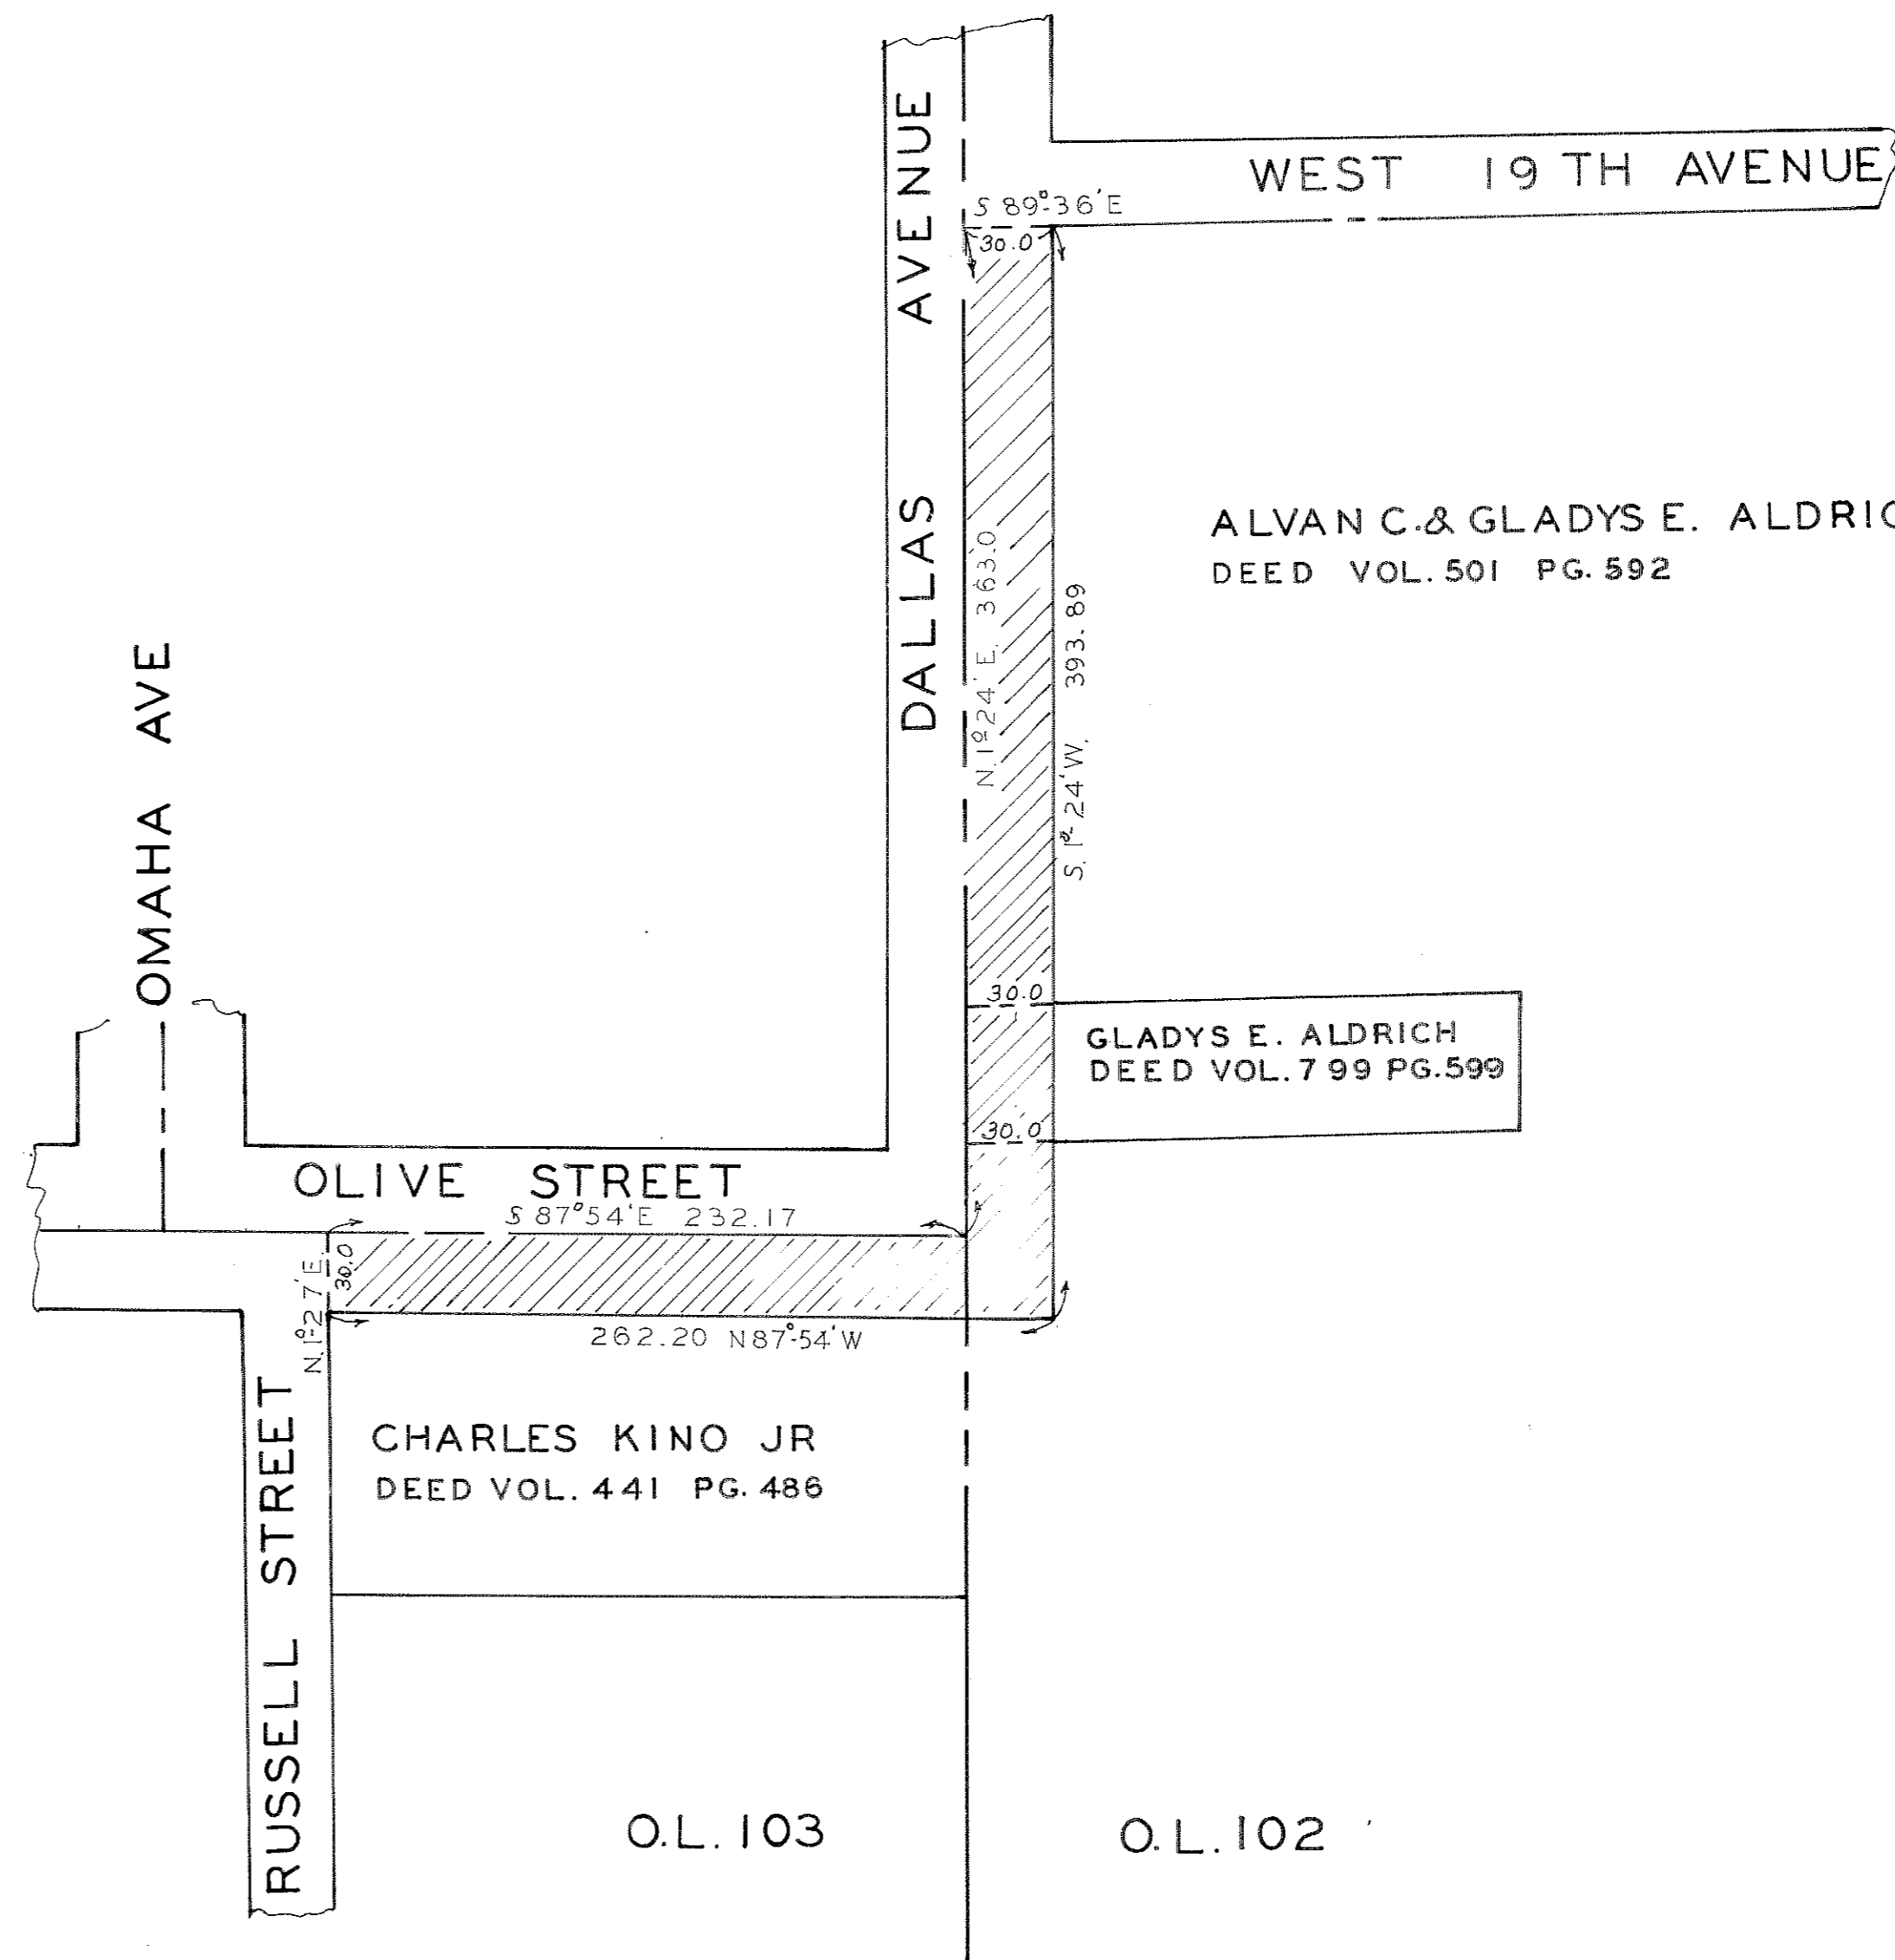 DALLAS AVENUE
WEST 19 TH AVENUE
S 89°-36'E
30.0
N. 1° 24' E. 363.0
S. 1° 24' W. 393.89
ALVAN C. & GLADYS E. ALDRIC
DEED VOL. 501 PG. 592
OMAHA AVE
30.0
GLADYS E. ALDRICH
DEED VOL. 799 PG. 599
30.0
OLIVE STREET
S 87°54'E 232.17
30.0
N. 1°-27' E.
262.20 N87°-54'W
CHARLES KINO JR
DEED VOL. 441 PG. 486
RUSSELL STREET
O.L. 103
O.L. 102